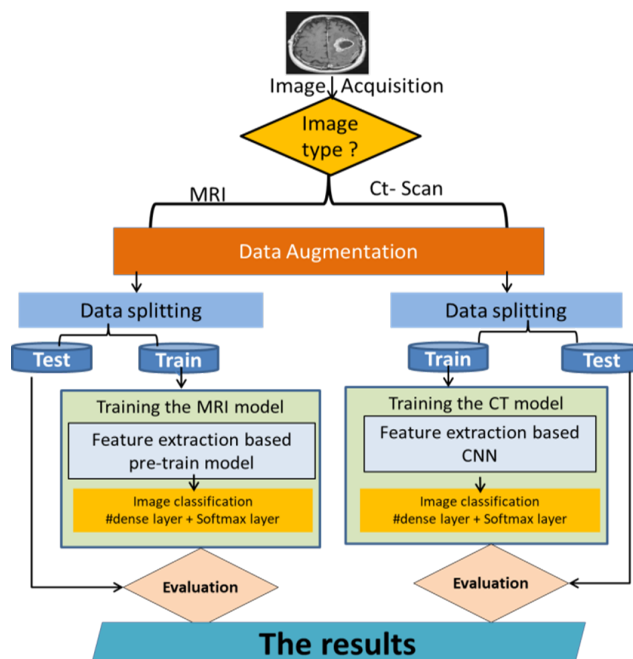 Image Acquisition
Image
type ?
MRI
Ct- Scan
Data Augmentation
Data splitting
Data splitting
Test
Train
Train
Test
Training the MRI model
Feature extraction based
pre-train model
Image classification
#dense layer + Softmax layer
Training the CT model
Feature extraction based
CNN
Image classification
#dense layer + Softmax layer
Evaluation
Evaluation
The results